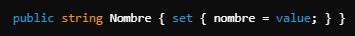 public string Nombre { set { nombre = value; } }